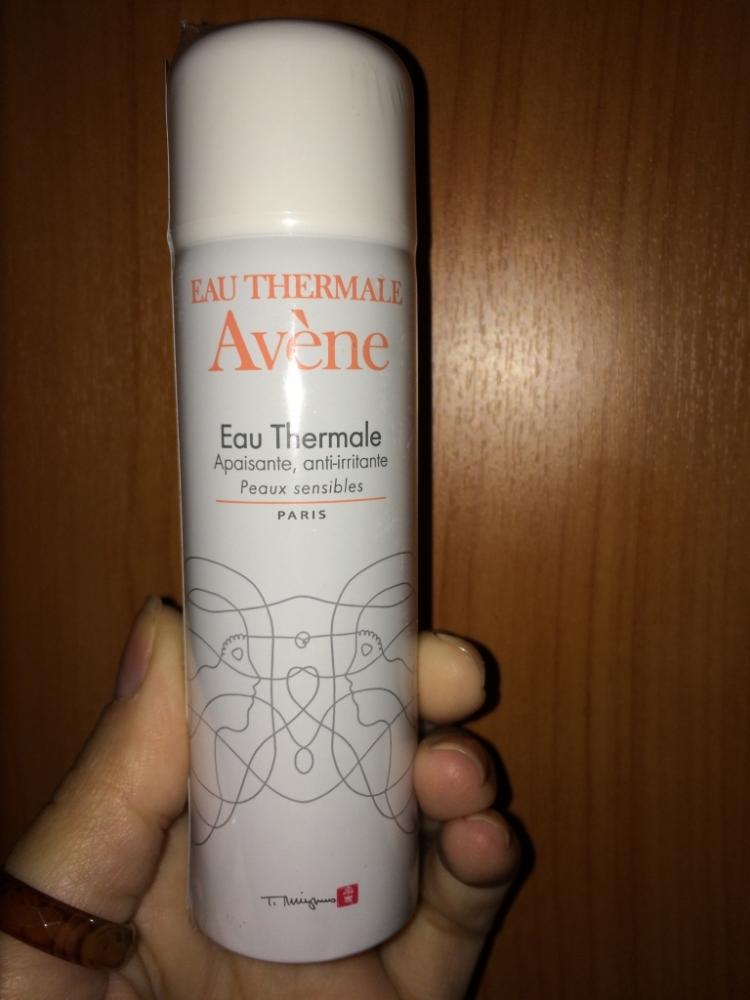 EAU THERMALE
Avène
Eau Thermale
Apaisante, anti-irritante
Peaux sensibles
PARIS